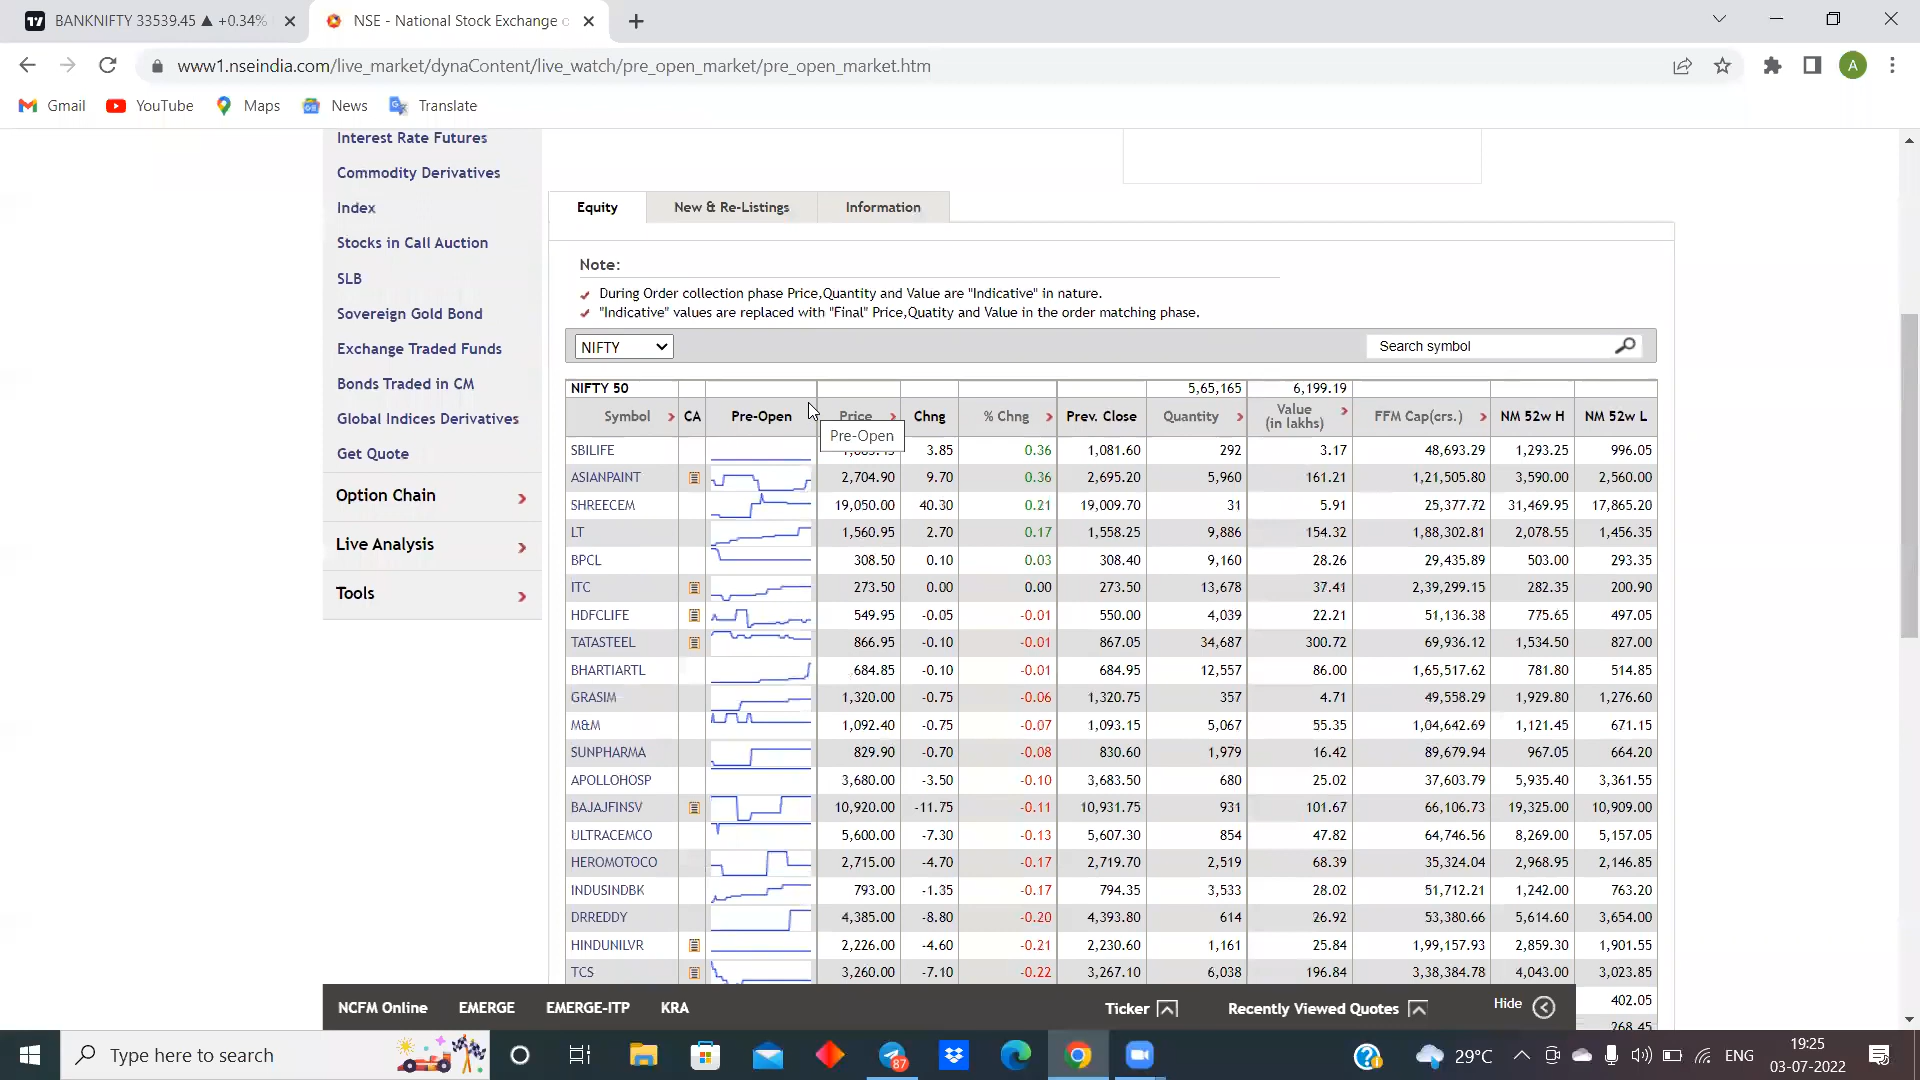 BANKNIFTY 33539.45 ▲ +0.34%
NSE - National Stock Exchange o
www1.nseindia.com/live_market/dynaContent/live_watch/pre_open_market/pre_open_market.htm
A
Gmail YouTube Maps News Translate
Interest Rate Futures
Commodity Derivatives
Index
Stocks in Call Auction
SLB
Sovereign Gold Bond
Exchange Traded Funds
Bonds Traded in CM
Global Indices Derivatives
Get Quote
Option Chain
Live Analysis
Tools
Equity New & Re-Listings Information
Note:
During Order collection phase Price,Quantity and Value are "Indicative" in nature.
"Indicative" values are replaced with "Final" Price,Quatity and Value in the order matching phase.
NIFTY Search symbol
NIFTY 50 5,65,165 6,199.19
Symbol CA Pre-Open Price Chng % Chng Prev. Close Quantity Value (in lakhs) FFM Cap(crs.) NM 52w H NM 52w L
Pre-Open
SBILIFE 3.85 0.36 1,081.60 292 3.17 48,693.29 1,293.25 996.05
ASIANPAINT 2,704.90 9.70 0.36 2,695.20 5,960 161.21 1,21,505.80 3,590.00 2,560.00
SHREECEM 19,050.00 40.30 0.21 19,009.70 31 5.91 25,377.72 31,469.95 17,865.20
LT 1,560.95 2.70 0.17 1,558.25 9,886 154.32 1,88,302.81 2,078.55 1,456.35
BPCL 308.50 0.10 0.03 308.40 9,160 28.26 29,435.89 503.00 293.35
ITC 273.50 0.00 0.00 273.50 13,678 37.41 2,39,299.15 282.35 200.90
HDFCLIFE 549.95 -0.05 -0.01 550.00 4,039 22.21 51,136.38 775.65 497.05
TATASTEEL 866.95 -0.10 -0.01 867.05 34,687 300.72 69,936.12 1,534.50 827.00
BHARTIARTL 684.85 -0.10 -0.01 684.95 12,557 86.00 1,65,517.62 781.80 514.85
GRASIM 1,320.00 -0.75 -0.06 1,320.75 357 4.71 49,558.29 1,929.80 1,276.60
M&M 1,092.40 -0.75 -0.07 1,093.15 5,067 55.35 1,04,642.69 1,121.45 671.15
SUNPHARMA 829.90 -0.70 -0.08 830.60 1,979 16.42 89,679.94 967.05 664.20
APOLLOHOSP 3,680.00 -3.50 -0.10 3,683.50 680 25.02 37,603.79 5,935.40 3,361.55
BAJAJFINSV 10,920.00 -11.75 -0.11 10,931.75 931 101.67 66,106.73 19,325.00 10,909.00
ULTRACEMCO 5,600.00 -7.30 -0.13 5,607.30 854 47.82 64,746.56 8,269.00 5,157.05
HEROMOTOCO 2,715.00 -4.70 -0.17 2,719.70 2,519 68.39 35,324.04 2,968.95 2,146.85
INDUSINDBK 793.00 -1.35 -0.17 794.35 3,533 28.02 51,712.21 1,242.00 763.20
DRREDDY 4,385.00 -8.80 -0.20 4,393.80 614 26.92 53,380.66 5,614.60 3,654.00
HINDUNILVR 2,226.00 -4.60 -0.21 2,230.60 1,161 25.84 1,99,157.93 2,859.30 1,901.55
TCS 3,260.00 -7.10 -0.22 3,267.10 6,038 196.84 3,38,384.78 4,043.00 3,023.85
402.05
268.45
NCFM Online EMERGE EMERGE-ITP KRA Ticker Recently Viewed Quotes Hide
Type here to search
87
29°C
ENG
19:25
03-07-2022